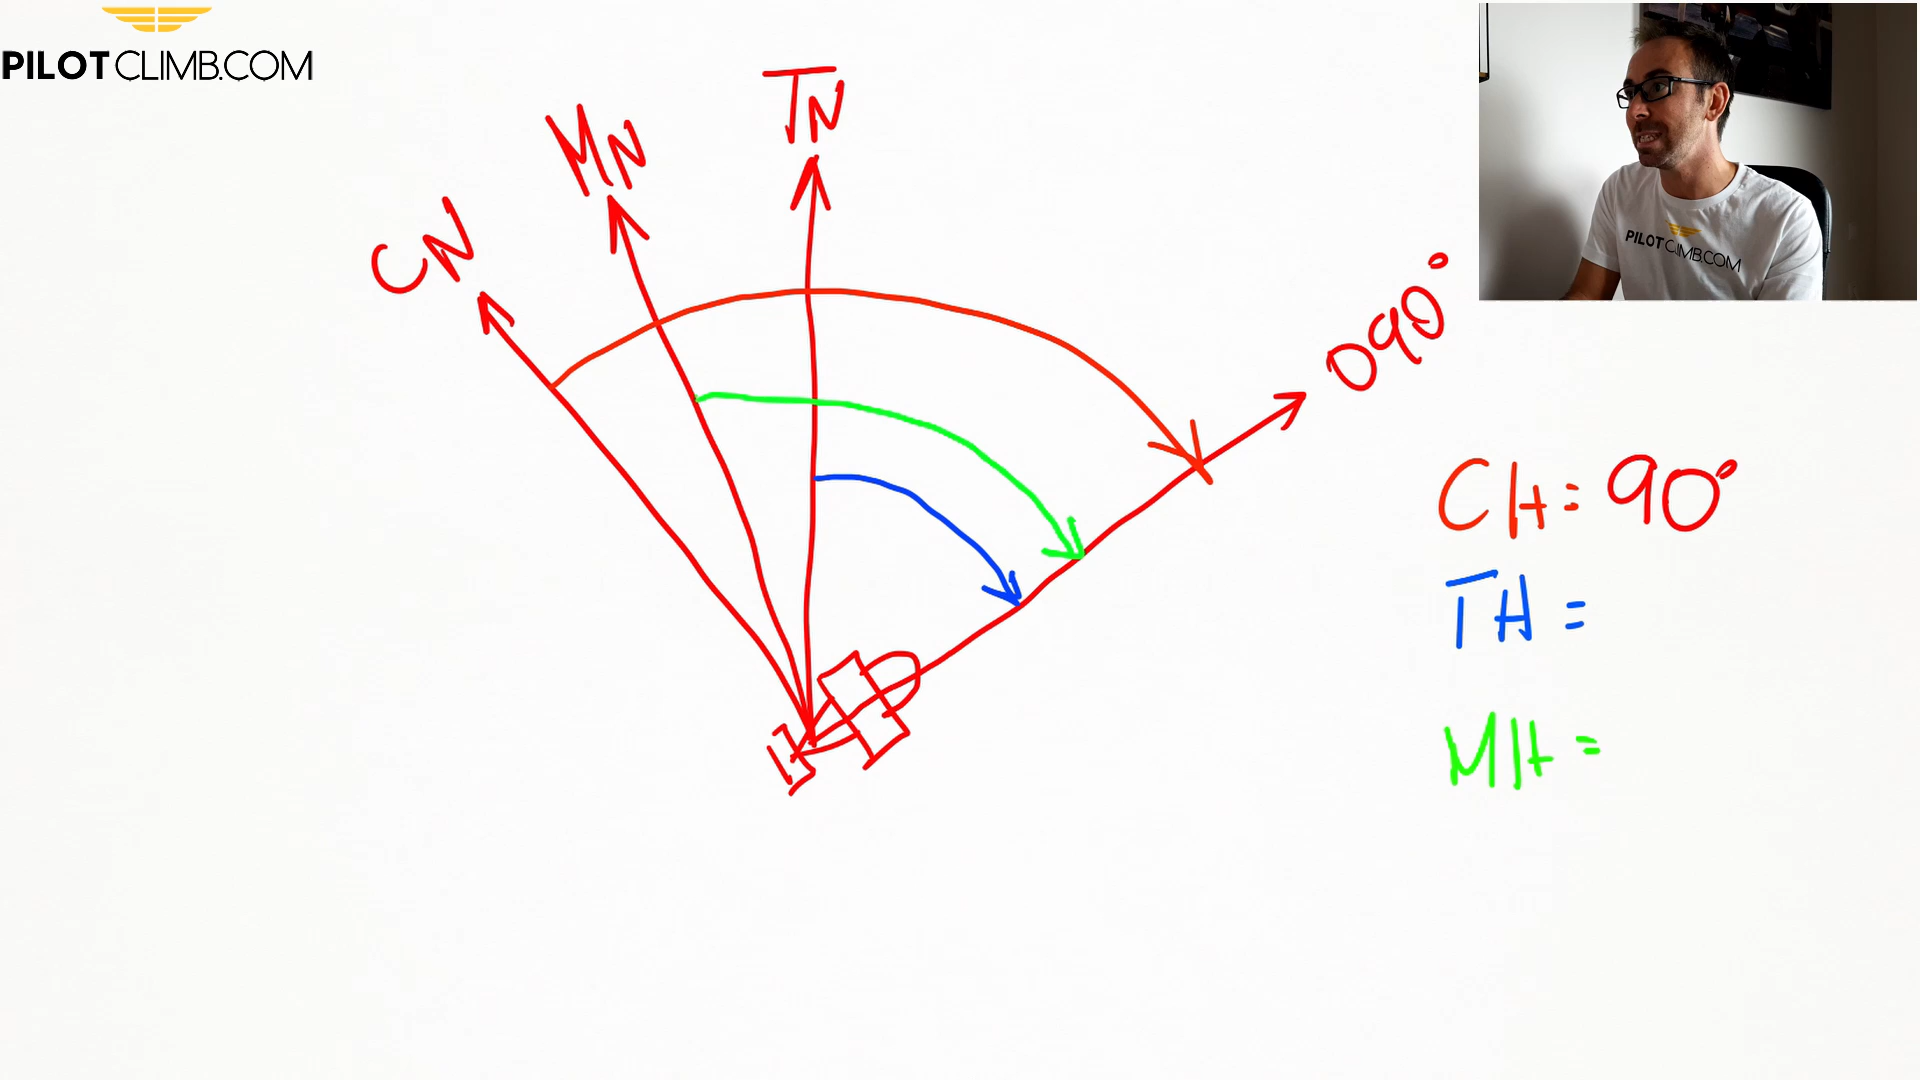 PILOTCLIMB.COM
TN
MN
CN
090°
PILOTCLIMB.COM
CH = 90°
TH =
MH =